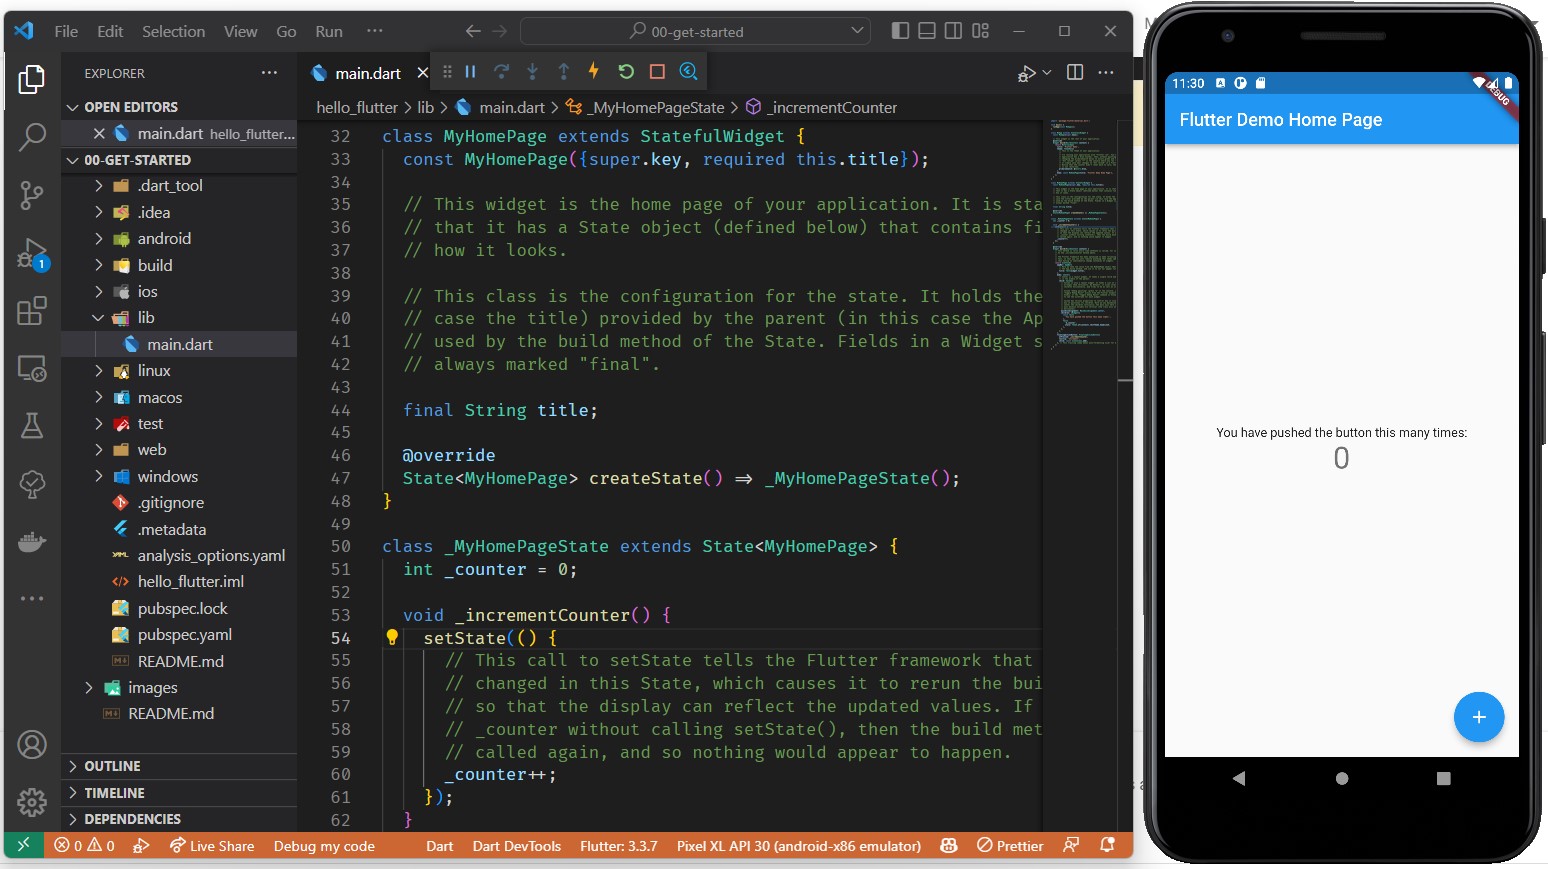 File Edit Selection View Go Run ··· 00-get-started
EXPLORER ···
OPEN EDITORS
main.dart hello_flutter...
00-GET-STARTED
.dart_tool
.idea
android
build
ios
lib
main.dart
linux
macos
test
web
windows
.gitignore
.metadata
analysis_options.yaml
hello_flutter.iml
pubspec.lock
pubspec.yaml
README.md
images
README.md
OUTLINE
TIMELINE
DEPENDENCIES
1
main.dart
hello_flutter > lib > main.dart > _MyHomePageState > _incrementCounter
32 class MyHomePage extends StatefulWidget {
33 const MyHomePage({super.key, required this.title});
34
35 // This widget is the home page of your application. It is sta
36 // that it has a State object (defined below) that contains fi
37 // how it looks.
38
39 // This class is the configuration for the state. It holds the
40 // case the title) provided by the parent (in this case the Ap
41 // used by the build method of the State. Fields in a Widget s
42 // always marked "final".
43
44 final String title;
45
46 @override
47 State<MyHomePage> createState() => _MyHomePageState();
48 }
49
50 class _MyHomePageState extends State<MyHomePage> {
51 int _counter = 0;
52
53 void _incrementCounter() {
54 setState(() {
55 // This call to setState tells the Flutter framework that
56 // changed in this State, which causes it to rerun the bui
57 // so that the display can reflect the updated values. If
58 // _counter without calling setState(), then the build met
59 // called again, and so nothing would appear to happen.
60 _counter++;
61 });
62 }
0 0 Live Share Debug my code Dart Dart DevTools Flutter: 3.3.7 Pixel XL API 30 (android-x86 emulator) Prettier
11:30
DEBUG
Flutter Demo Home Page
You have pushed the button this many times:
0
+